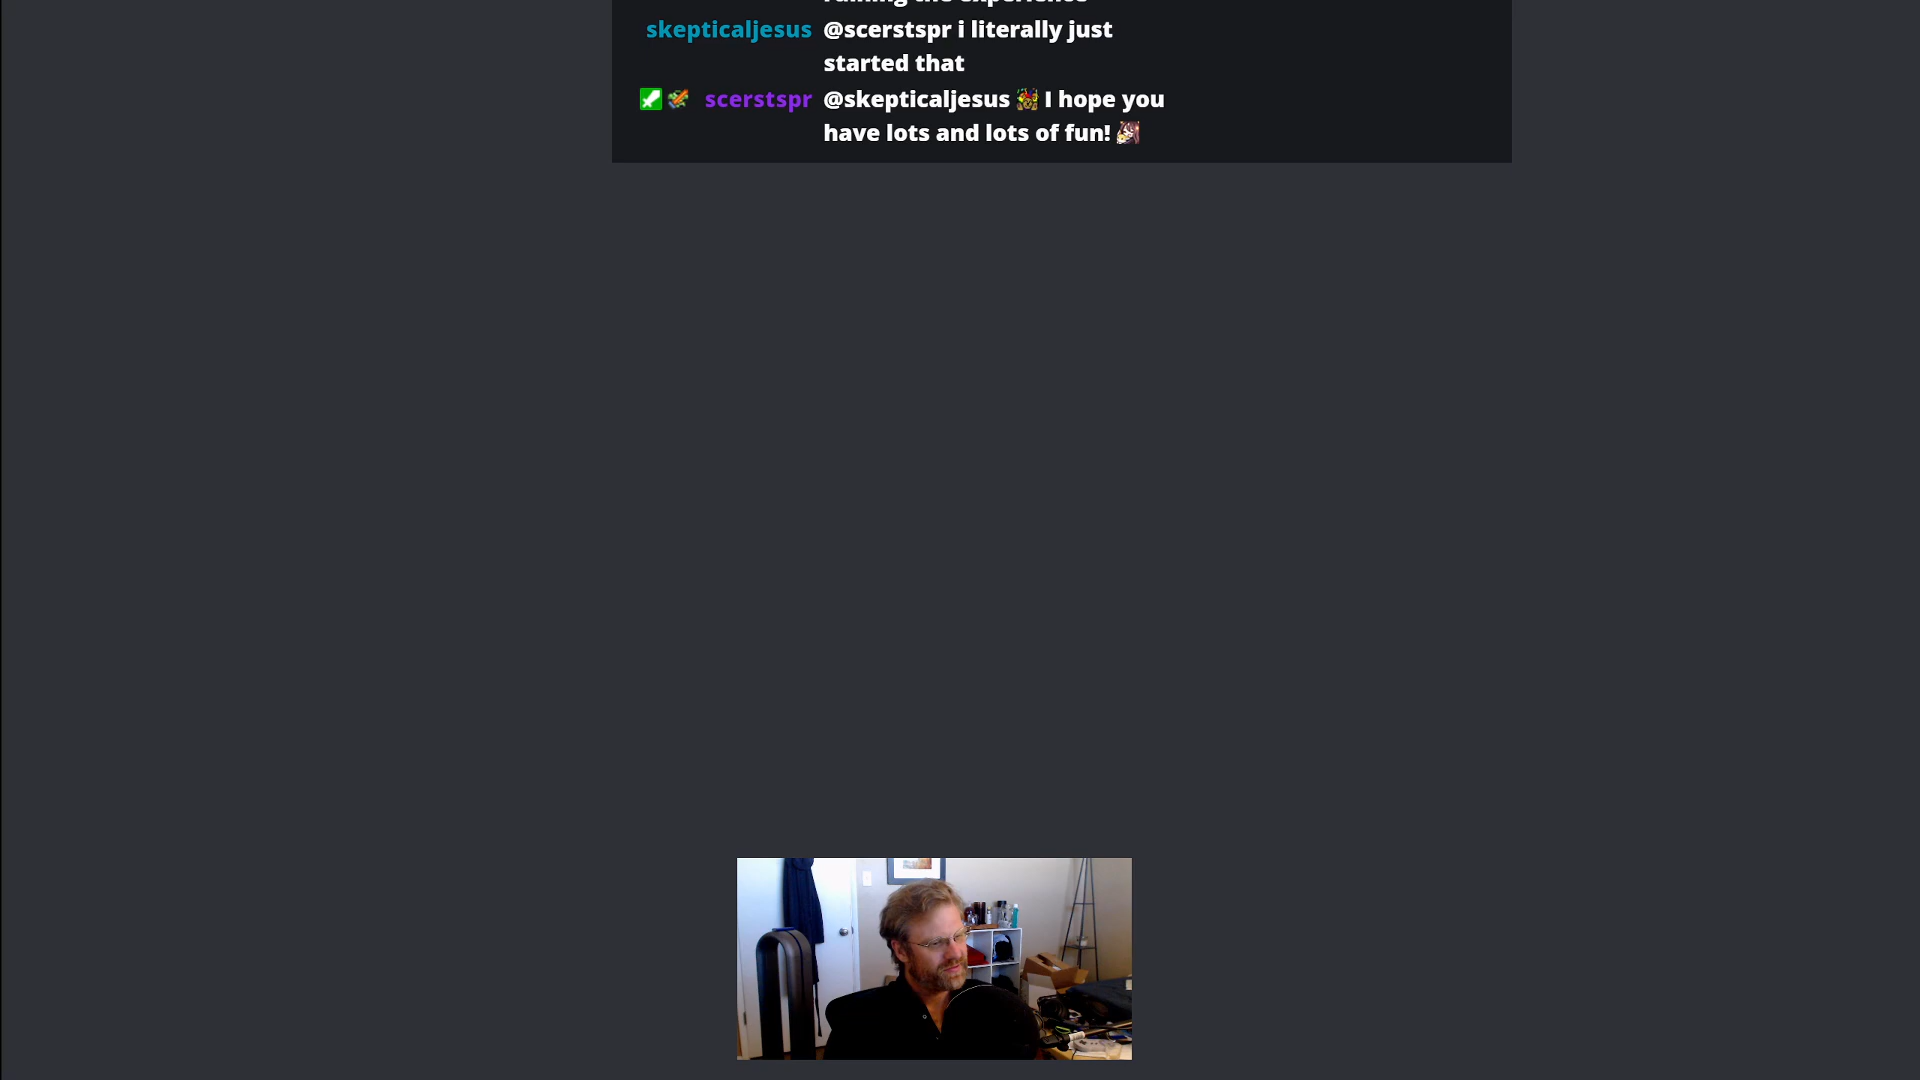 skepticaljesus @scerstspr i literally just
started that
scerstspr @skepticaljesus I hope you
have lots and lots of fun!